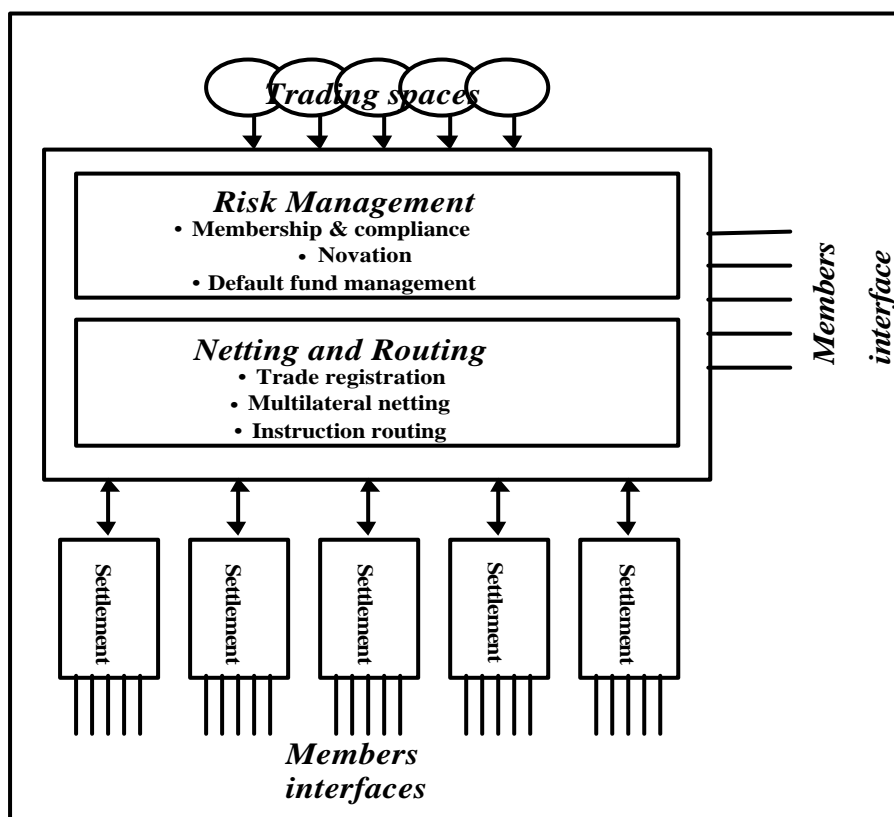 Trading spaces
Risk Management
• Membership & compliance
• Novation
• Default fund management
Netting and Routing
• Trade registration
• Multilateral netting
• Instruction routing
Members
interface
Settlement
Settlement
Settlement
Settlement
Settlement
Members
interfaces